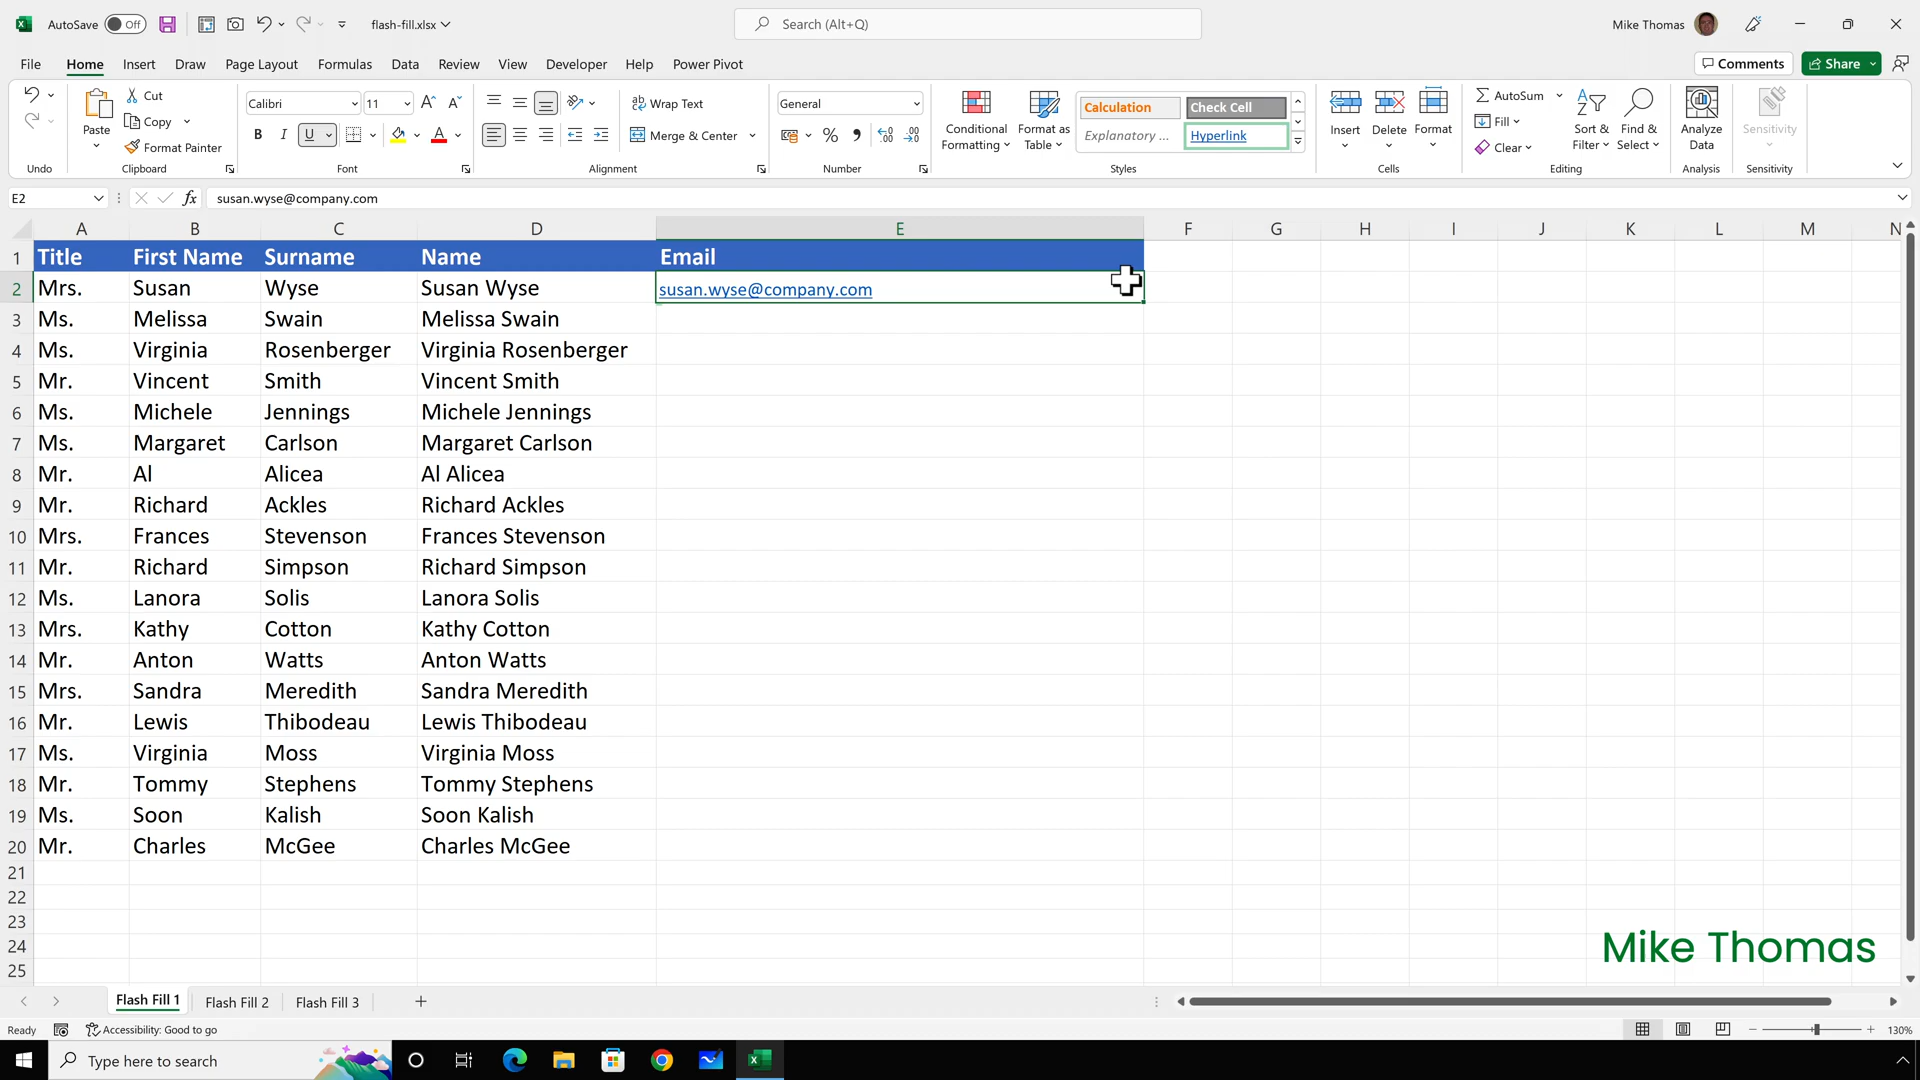 AutoSave Off flash-fill.xlsx Search (Alt+Q) Mike Thomas
File Home Insert Draw Page Layout Formulas Data Review View Developer Help Power Pivot Comments Share
Cut Calibri 11 Wrap Text General Calculation Check Cell AutoSum
Paste Copy B I U A Merge & Center % Conditional Formatting Format as Table Explanatory ... Hyperlink Insert Delete Format Fill Sort & Filter Find & Select Analyze Data Sensitivity
Format Painter Clear
Undo Clipboard Font Alignment Number Styles Cells Editing Analysis Sensitivity
E2 fx susan.wyse@company.com
A B C D E F G H I J K L M N
1 Title First Name Surname Name Email
2 Mrs. Susan Wyse Susan Wyse susan.wyse@company.com
3 Ms. Melissa Swain Melissa Swain
4 Ms. Virginia Rosenberger Virginia Rosenberger
5 Mr. Vincent Smith Vincent Smith
6 Ms. Michele Jennings Michele Jennings
7 Ms. Margaret Carlson Margaret Carlson
8 Mr. Al Alicea Al Alicea
9 Mr. Richard Ackles Richard Ackles
10 Mrs. Frances Stevenson Frances Stevenson
11 Mr. Richard Simpson Richard Simpson
12 Ms. Lanora Solis Lanora Solis
13 Mrs. Kathy Cotton Kathy Cotton
14 Mr. Anton Watts Anton Watts
15 Mrs. Sandra Meredith Sandra Meredith
16 Mr. Lewis Thibodeau Lewis Thibodeau
17 Ms. Virginia Moss Virginia Moss
18 Mr. Tommy Stephens Tommy Stephens
19 Ms. Soon Kalish Soon Kalish
20 Mr. Charles McGee Charles McGee
21
22
23
24
25
Mike Thomas
Flash Fill 1 Flash Fill 2 Flash Fill 3
Ready Accessibility: Good to go 130%
Type here to search